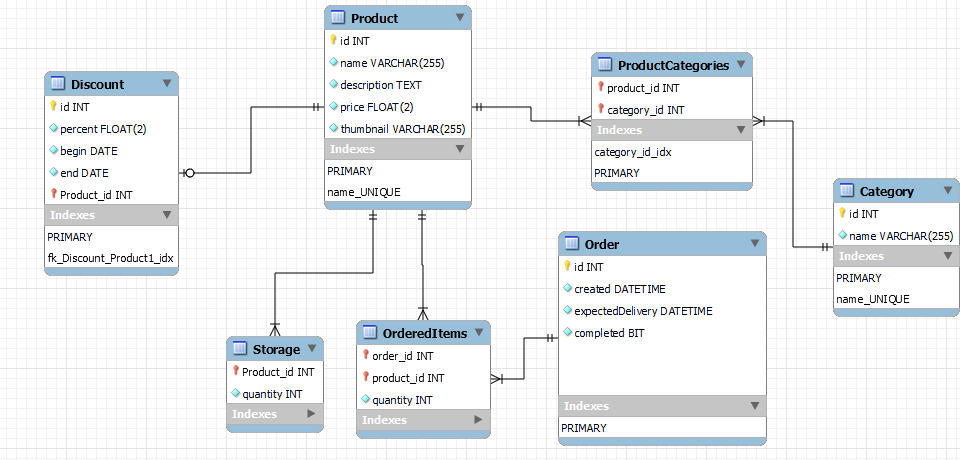 Product
id INT
name VARCHAR(255)
description TEXT
price FLOAT(2)
thumbnail VARCHAR(255)
Indexes
PRIMARY
name_UNIQUE
Discount
id INT
percent FLOAT(2)
begin DATE
end DATE
Product_id INT
Indexes
PRIMARY
fk_Discount_Product1_idx
ProductCategories
product_id INT
category_id INT
Indexes
category_id_idx
PRIMARY
Category
id INT
name VARCHAR(255)
Indexes
PRIMARY
name_UNIQUE
Order
id INT
created DATETIME
expectedDelivery DATETIME
completed BIT
Indexes
PRIMARY
Storage
Product_id INT
quantity INT
Indexes
OrderedItems
order_id INT
product_id INT
quantity INT
Indexes